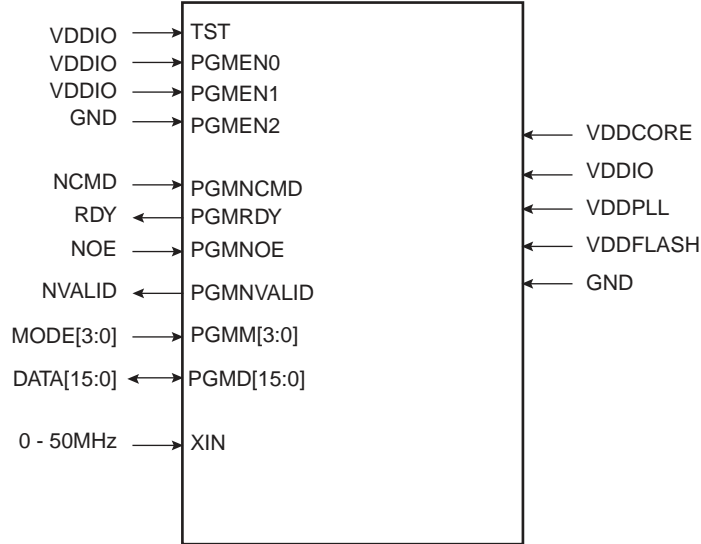 VDDIO TST
VDDIO PGMEN0
VDDIO PGMEN1
GND PGMEN2
NCMD PGMNCMD
RDY PGMRDY
NOE PGMNOE
NVALID PGMNVALID
MODE[3:0] PGMM[3:0]
DATA[15:0] PGMD[15:0]
0 - 50MHz XIN
VDDCORE
VDDIO
VDDPLL
VDDFLASH
GND